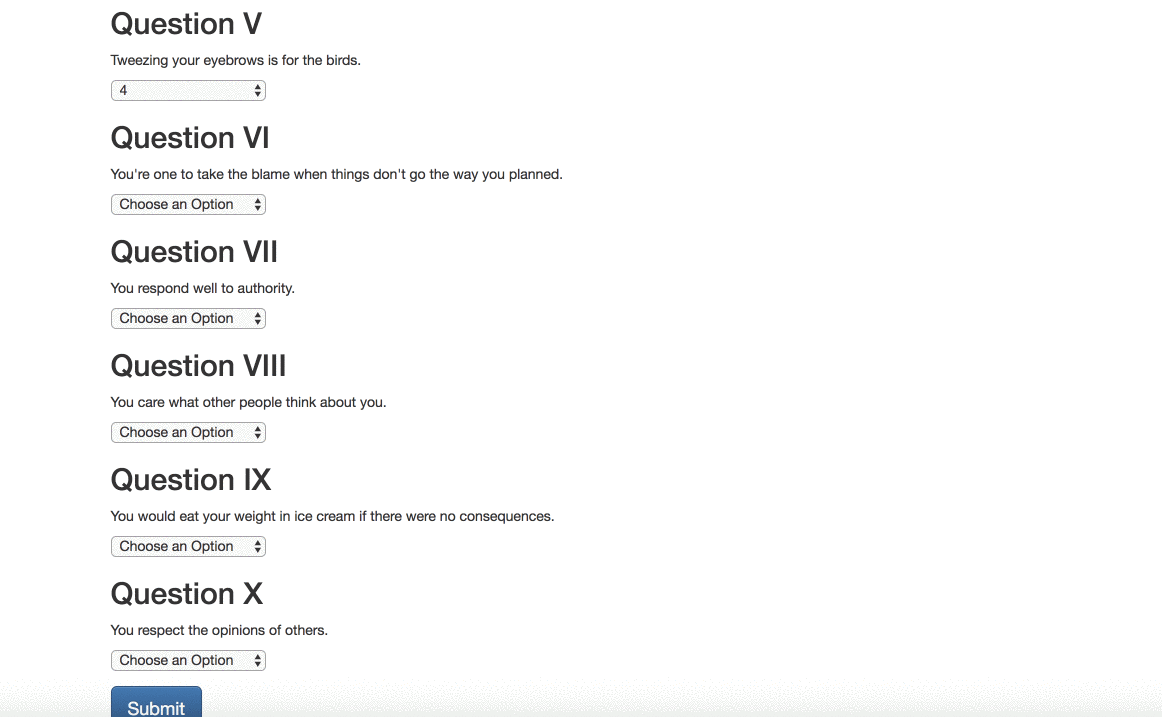 Question V
Tweezing your eyebrows is for the birds.
4
Question VI
You're one to take the blame when things don't go the way you planned.
Choose an Option
Question VII
You respond well to authority.
Choose an Option
Question VIII
You care what other people think about you.
Choose an Option
Question IX
You would eat your weight in ice cream if there were no consequences.
Choose an Option
Question X
You respect the opinions of others.
Choose an Option
Submit